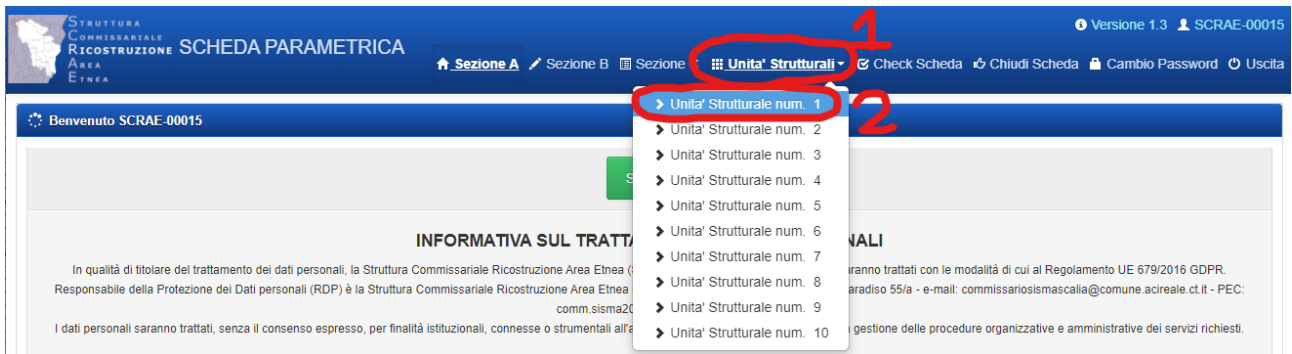 STRUTTURA
COMMISSARIALE
RICOSTRUZIONE
AREA
ETNEA
SCHEDA PARAMETRICA
Versione 1.3 SCRAE-00015
Sezione A Sezione B Sezione Unita' Strutturali Check Scheda Chiudi Scheda Cambio Password Uscita
1
Unita' Strutturale num. 1
2
Unita' Strutturale num. 2
Unita' Strutturale num. 3
Unita' Strutturale num. 4
Unita' Strutturale num. 5
Unita' Strutturale num. 6
Unita' Strutturale num. 7
Unita' Strutturale num. 8
Unita' Strutturale num. 9
Unita' Strutturale num. 10
Benvenuto SCRAE-00015
S
INFORMATIVA SUL TRATTA NALI
In qualità di titolare del trattamento dei dati personali, la Struttura Commissariale Ricostruzione Area Etnea ( aranno trattati con le modalità di cui al Regolamento UE 679/2016 GDPR.
Responsabile della Protezione dei Dati personali (RDP) è la Struttura Commissariale Ricostruzione Area Etnea aradiso 55/a - e-mail: commissariosismascalia@comune.acireale.ct.it - PEC:
comm.sisma20
I dati personali saranno trattati, senza il consenso espresso, per finalità istituzionali, connesse o strumentali all'a gestione delle procedure organizzative e amministrative dei servizi richiesti.